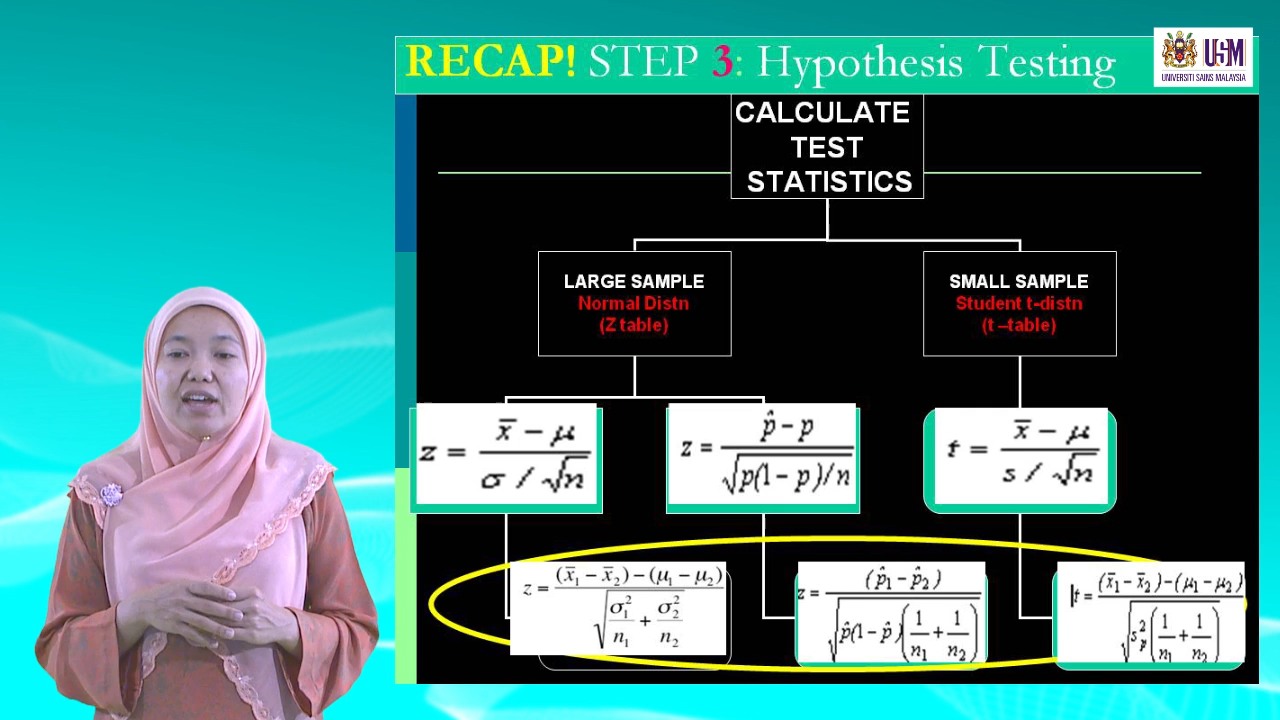 RECAP! STEP 3: Hypothesis Testing
USM
UNIVERSITI SAINS MALAYSIA
CALCULATE
TEST
STATISTICS
LARGE SAMPLE
Normal Distn
(Z table)
SMALL SAMPLE
Student t-distn
(t –table)
z = (x̄ − μ) / (σ / √n)
z = (p̂ − p) / √(p(1−p)/n)
t = (x̄ − μ) / (s / √n)
z = ((x̄₁ − x̄₂) − (μ₁ − μ₂)) / √(σ₁²/n₁ + σ₂²/n₂)
z = (p̂₁ − p̂₂) / √(p̂(1−p̂)(1/n₁ + 1/n₂))
t = ((x̄₁ − x̄₂) − (μ₁ − μ₂)) / √(s²ₚ(1/n₁ + 1/n₂))